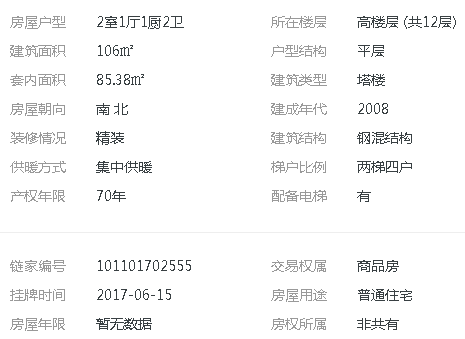 房屋户型 2室1厅1厨2卫 所在楼层 高楼层 (共12层)
建筑面积 106㎡ 户型结构 平层
套内面积 85.38㎡ 建筑类型 塔楼
房屋朝向 南 北 建成年代 2008
装修情况 精装 建筑结构 钢混结构
供暖方式 集中供暖 梯户比例 两梯四户
产权年限 70年 配备电梯 有
链家编号 101101702555 交易权属 商品房
挂牌时间 2017-06-15 房屋用途 普通住宅
房屋年限 暂无数据 房权所属 非共有